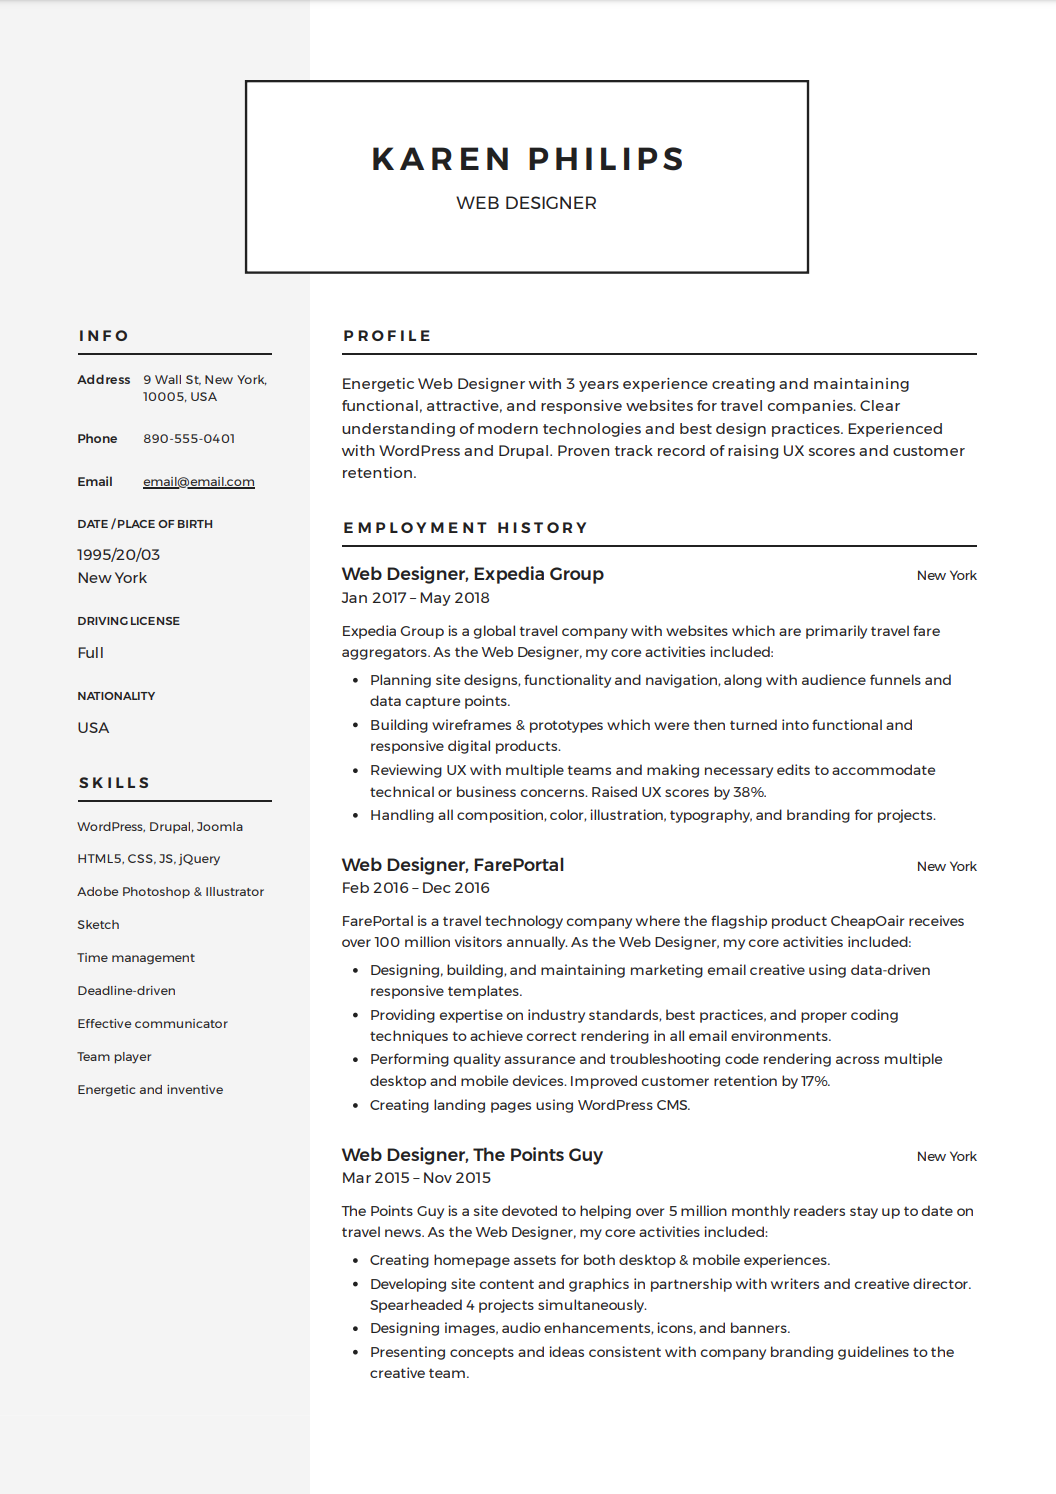 KAREN PHILIPS
WEB DESIGNER
INFO
Address 9 Wall St, New York,
10005, USA
Phone 890-555-0401
Email email@email.com
DATE / PLACE OF BIRTH
1995/20/03
New York
DRIVING LICENSE
Full
NATIONALITY
USA
SKILLS
WordPress, Drupal, Joomla
HTML5, CSS, JS, jQuery
Adobe Photoshop & Illustrator
Sketch
Time management
Deadline-driven
Effective communicator
Team player
Energetic and inventive
PROFILE
Energetic Web Designer with 3 years experience creating and maintaining
functional, attractive, and responsive websites for travel companies. Clear
understanding of modern technologies and best design practices. Experienced
with WordPress and Drupal. Proven track record of raising UX scores and customer
retention.
EMPLOYMENT HISTORY
Web Designer, Expedia Group New York
Jan 2017 – May 2018
Expedia Group is a global travel company with websites which are primarily travel fare
aggregators. As the Web Designer, my core activities included:
• Planning site designs, functionality and navigation, along with audience funnels and
data capture points.
• Building wireframes & prototypes which were then turned into functional and
responsive digital products.
• Reviewing UX with multiple teams and making necessary edits to accommodate
technical or business concerns. Raised UX scores by 38%.
• Handling all composition, color, illustration, typography, and branding for projects.
Web Designer, FarePortal New York
Feb 2016 – Dec 2016
FarePortal is a travel technology company where the flagship product CheapOair receives
over 100 million visitors annually. As the Web Designer, my core activities included:
• Designing, building, and maintaining marketing email creative using data-driven
responsive templates.
• Providing expertise on industry standards, best practices, and proper coding
techniques to achieve correct rendering in all email environments.
• Performing quality assurance and troubleshooting code rendering across multiple
desktop and mobile devices. Improved customer retention by 17%.
• Creating landing pages using WordPress CMS.
Web Designer, The Points Guy New York
Mar 2015 – Nov 2015
The Points Guy is a site devoted to helping over 5 million monthly readers stay up to date on
travel news. As the Web Designer, my core activities included:
• Creating homepage assets for both desktop & mobile experiences.
• Developing site content and graphics in partnership with writers and creative director.
Spearheaded 4 projects simultaneously.
• Designing images, audio enhancements, icons, and banners.
• Presenting concepts and ideas consistent with company branding guidelines to the
creative team.